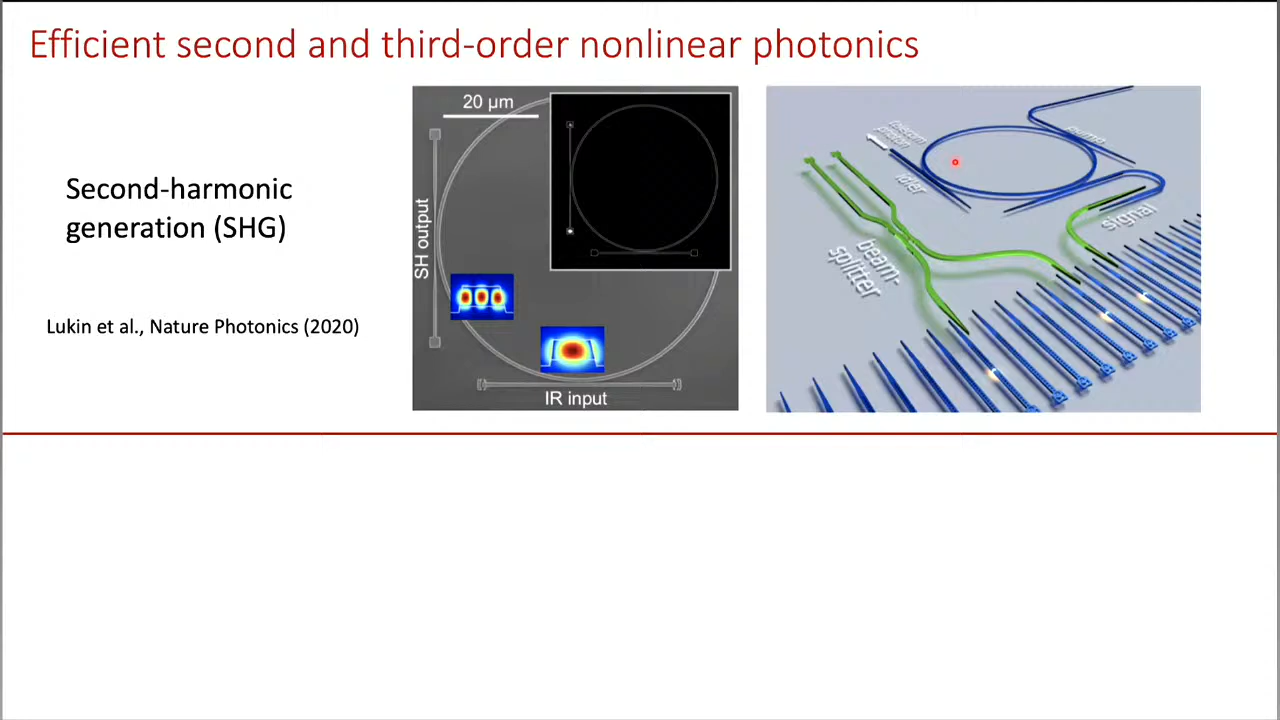 Efficient second and third-order nonlinear photonics
Second-harmonic
generation (SHG)
Lukin et al., Nature Photonics (2020)
20 μm
SH output
IR input
idler
signal
beam-
splitter